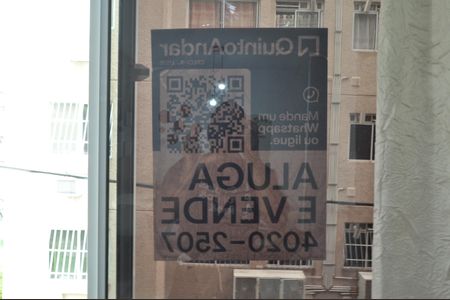 QuintoAndar
Mande um
Whatsapp
ou ligue.
ALUGA
E VENDE
4020-2507